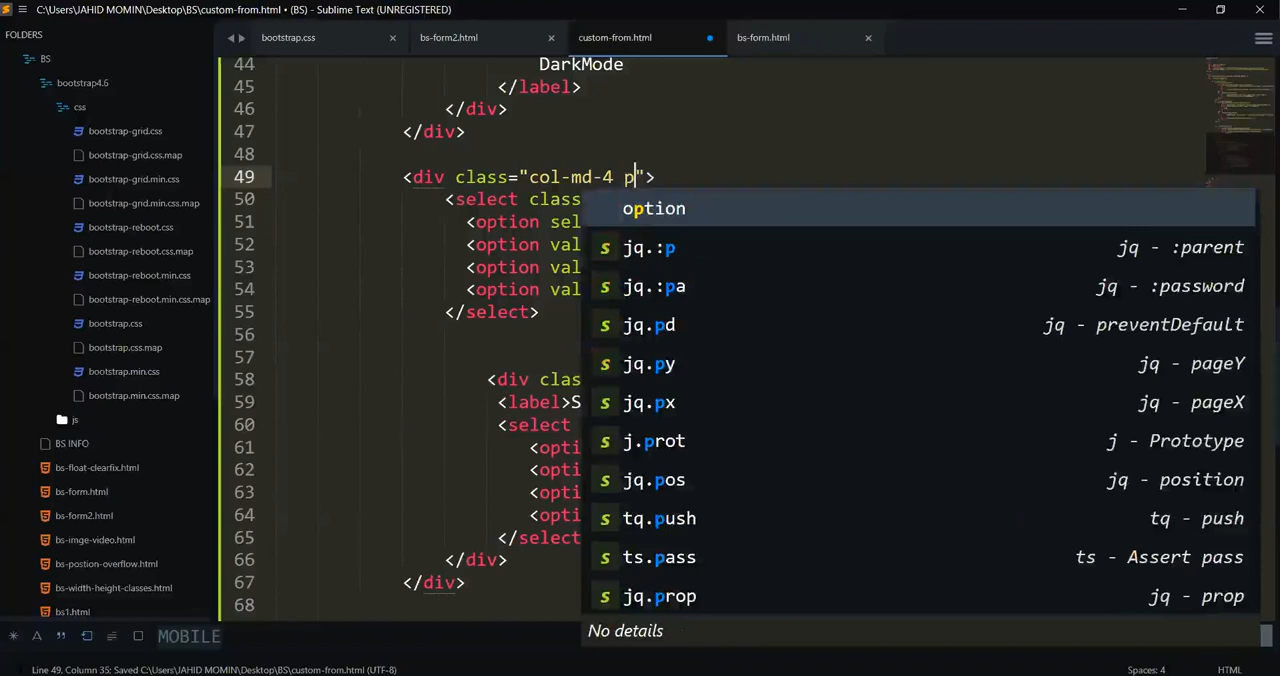 C:\Users\JAHID MOMIN\Desktop\BS\custom-from.html • (BS) - Sublime Text (UNREGISTERED)
FOLDERS
BS
bootstrap4.6
css
bootstrap-grid.css
bootstrap-grid.css.map
bootstrap-grid.min.css
bootstrap-grid.min.css.map
bootstrap-reboot.css
bootstrap-reboot.css.map
bootstrap-reboot.min.css
bootstrap-reboot.min.css.map
bootstrap.css
bootstrap.css.map
bootstrap.min.css
bootstrap.min.css.map
js
BS INFO
bs-float-clearfix.html
bs-form.html
bs-form2.html
bs-imge-video.html
bs-postion-overflow.html
bs-width-height-classes.html
bs1.html
bootstrap.css
bs-form2.html
custom-from.html
bs-form.html
44 DarkMode
45 </label>
46 </div>
47 </div>
48
49 <div class="col-md-4 p">
50 <select class
51 <option sel
52 <option val
53 <option val
54 <option val
55 </select>
56
57
58 <div clas
59 <label>S
60 <select
61 <opti
62 <opti
63 <opti
64 <opti
65 </select
66 </div>
67 </div>
68
option
s jq.:p jq - :parent
s jq.:pa jq - :password
s jq.pd jq - preventDefault
s jq.py jq - pageY
s jq.px jq - pageX
s j.prot j - Prototype
s jq.pos jq - position
s tq.push tq - push
s ts.pass ts - Assert pass
s jq.prop jq - prop
No details
MOBILE
Line 49, Column 35; Saved C:\Users\JAHID MOMIN\Desktop\BS\custom-from.html (UTF-8)
Spaces: 4
HTML